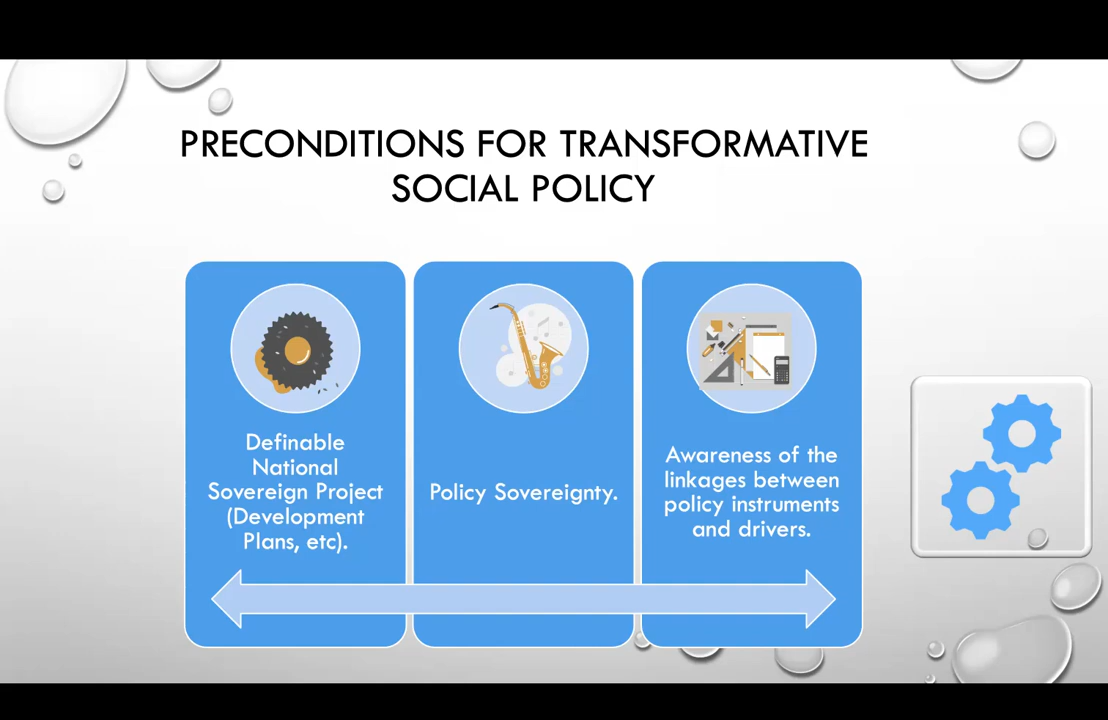 PRECONDITIONS FOR TRANSFORMATIVE
SOCIAL POLICY
Definable
National
Sovereign Project
(Development
Plans, etc).
Policy Sovereignty.
Awareness of the
linkages between
policy instruments
and drivers.